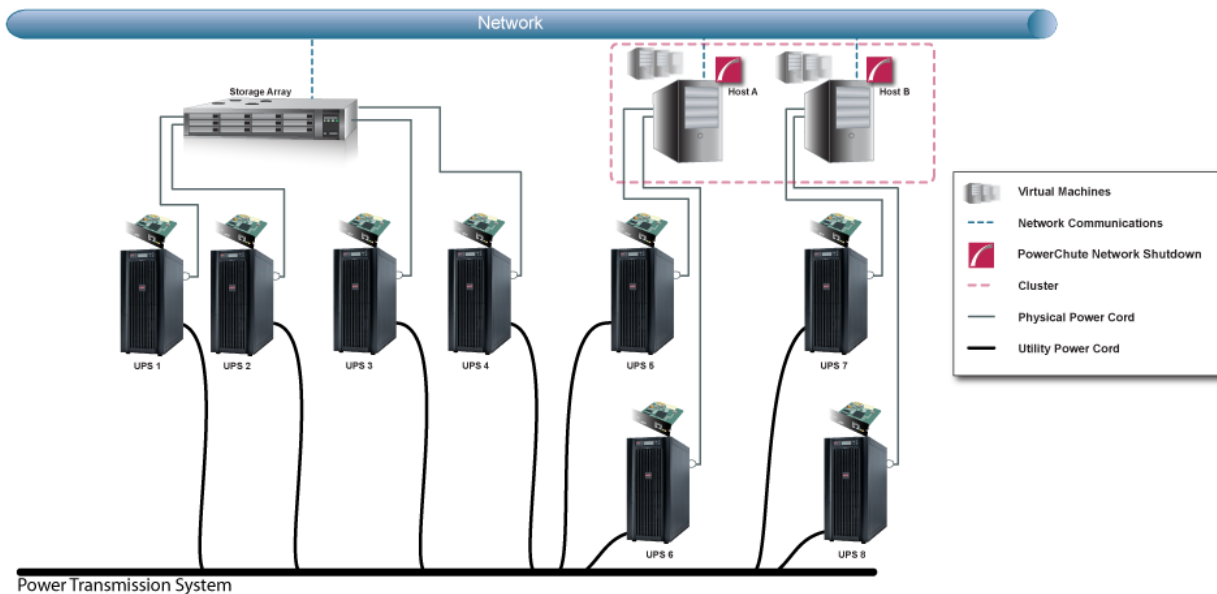 Network
Storage Array
Host A
Host B
Virtual Machines
Network Communications
PowerChute Network Shutdown
Cluster
Physical Power Cord
Utility Power Cord
UPS 1
UPS 2
UPS 3
UPS 4
UPS 5
UPS 7
UPS 6
UPS 8
Power Transmission System